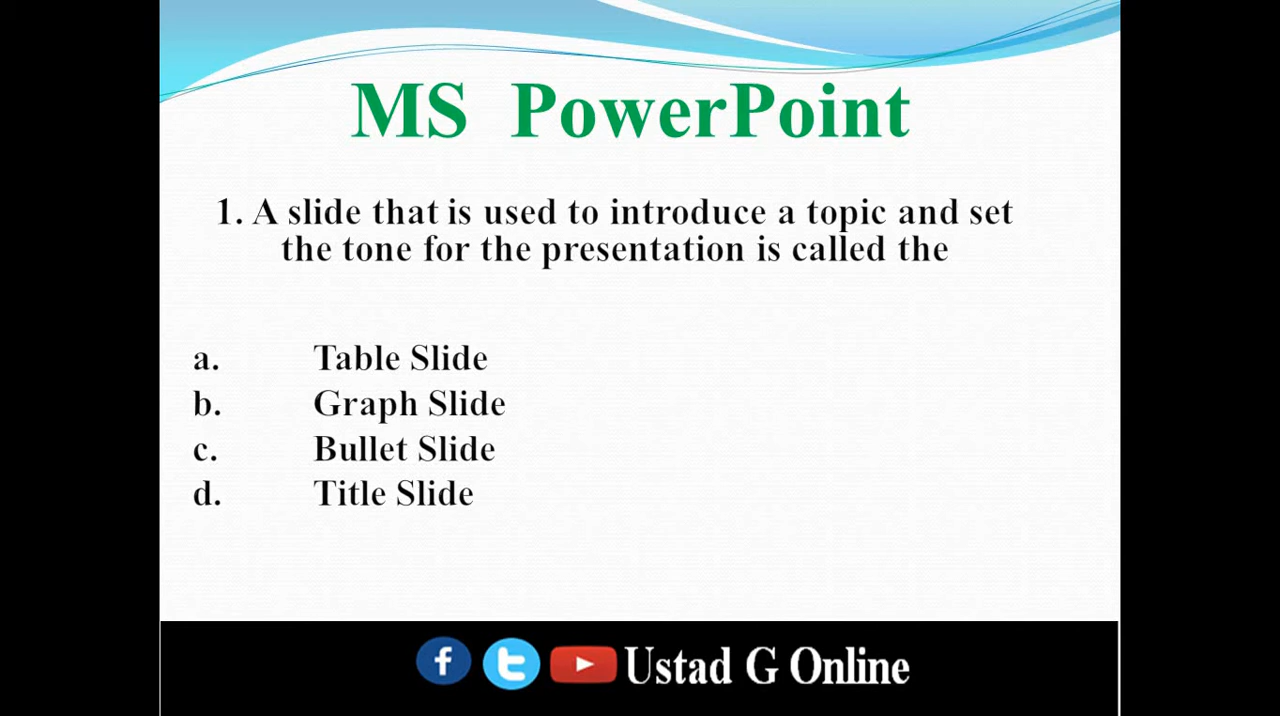 MS PowerPoint
1. A slide that is used to introduce a topic and set
the tone for the presentation is called the
a. Table Slide
b. Graph Slide
c. Bullet Slide
d. Title Slide
Ustad G Online